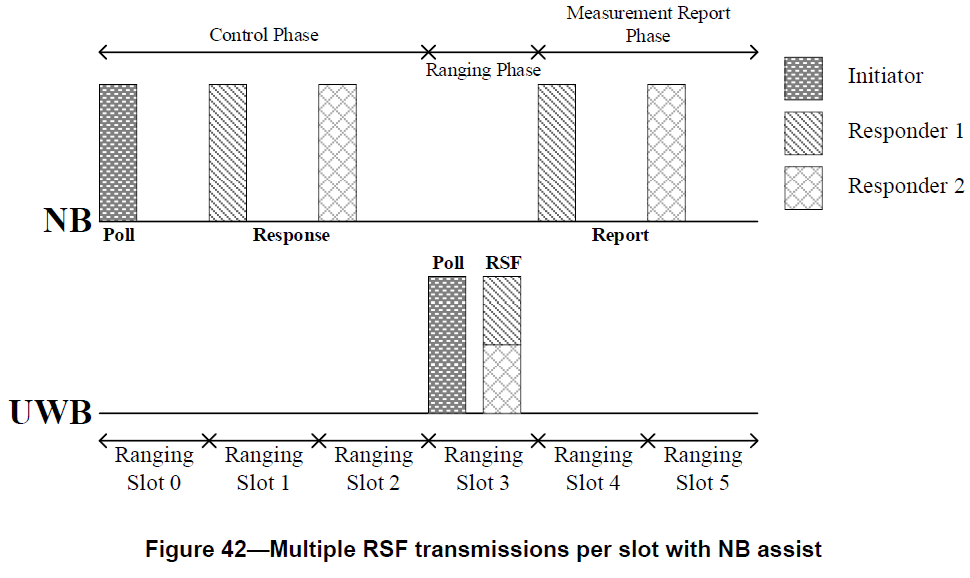 Control Phase
Ranging Phase
Measurement Report
Phase
Initiator
Responder 1
Responder 2
NB
Poll
Response
Report
Poll
RSF
UWB
Ranging
Slot 0
Ranging
Slot 1
Ranging
Slot 2
Ranging
Slot 3
Ranging
Slot 4
Ranging
Slot 5
Figure 42—Multiple RSF transmissions per slot with NB assist